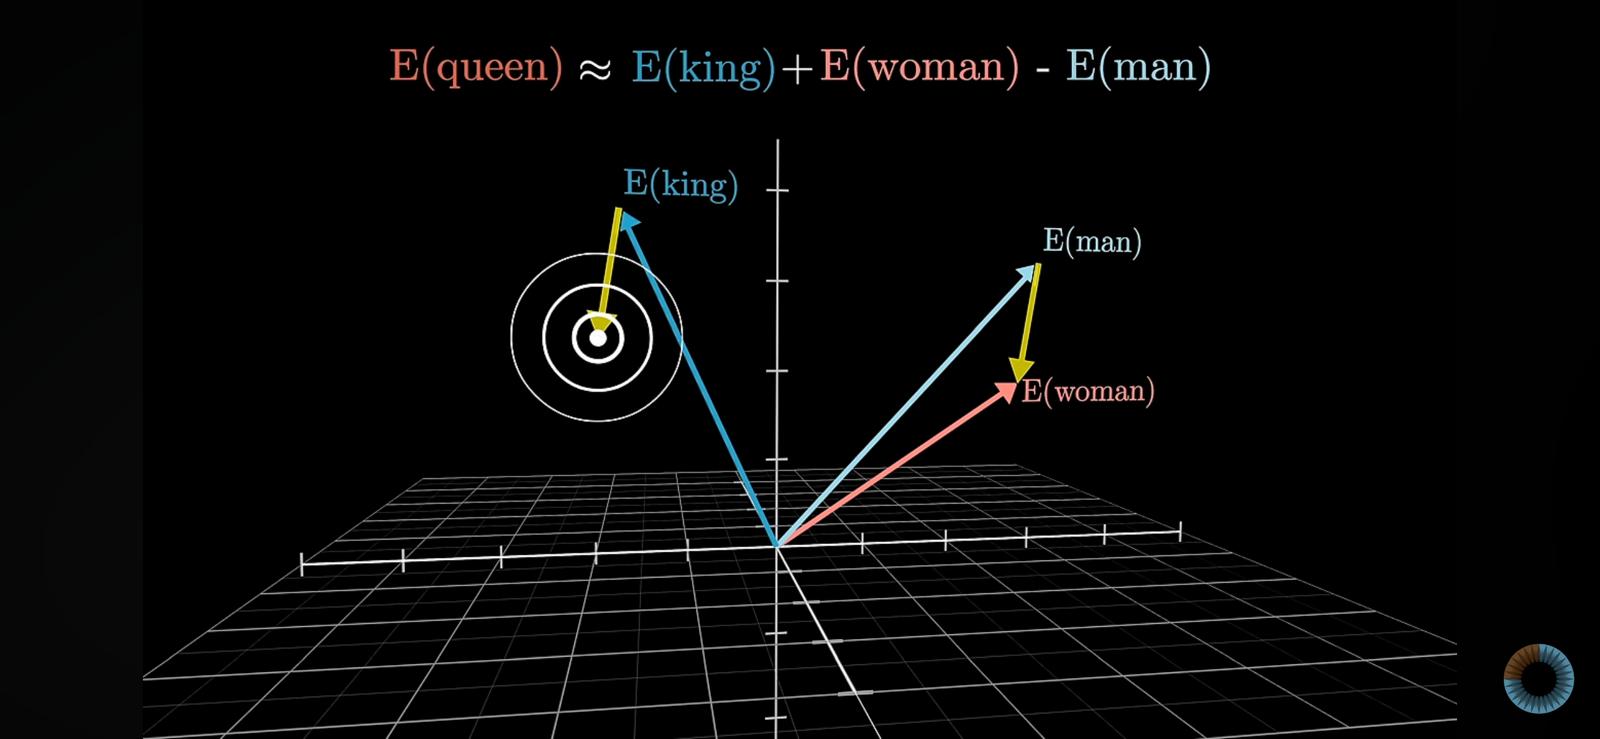 E(queen) ≈ E(king)+E(woman) - E(man)
E(king)
E(man)
E(woman)